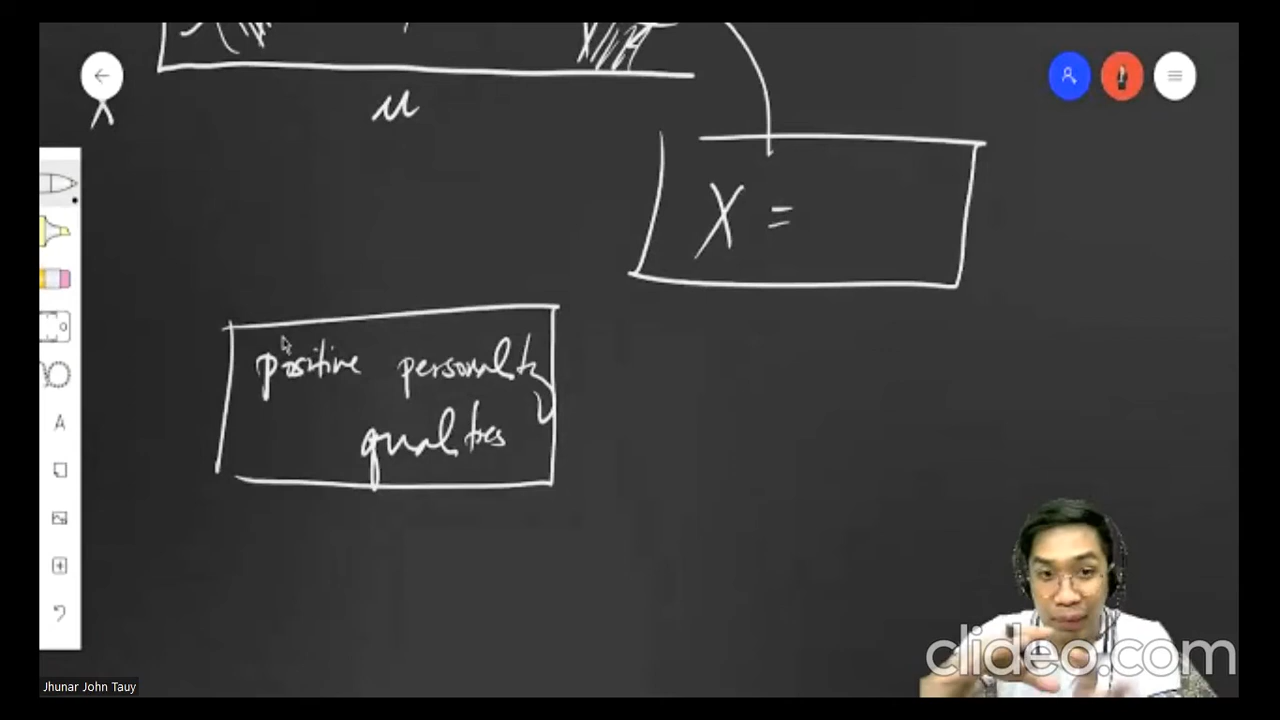 μ
X =
positive personality
qualities
A
clideo.com
Jhunar John Tauy